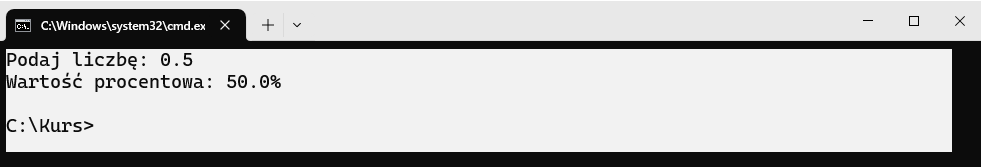 C:\Windows\system32\cmd.ex
Podaj liczbę: 0.5
Wartość procentowa: 50.0%
C:\Kurs>